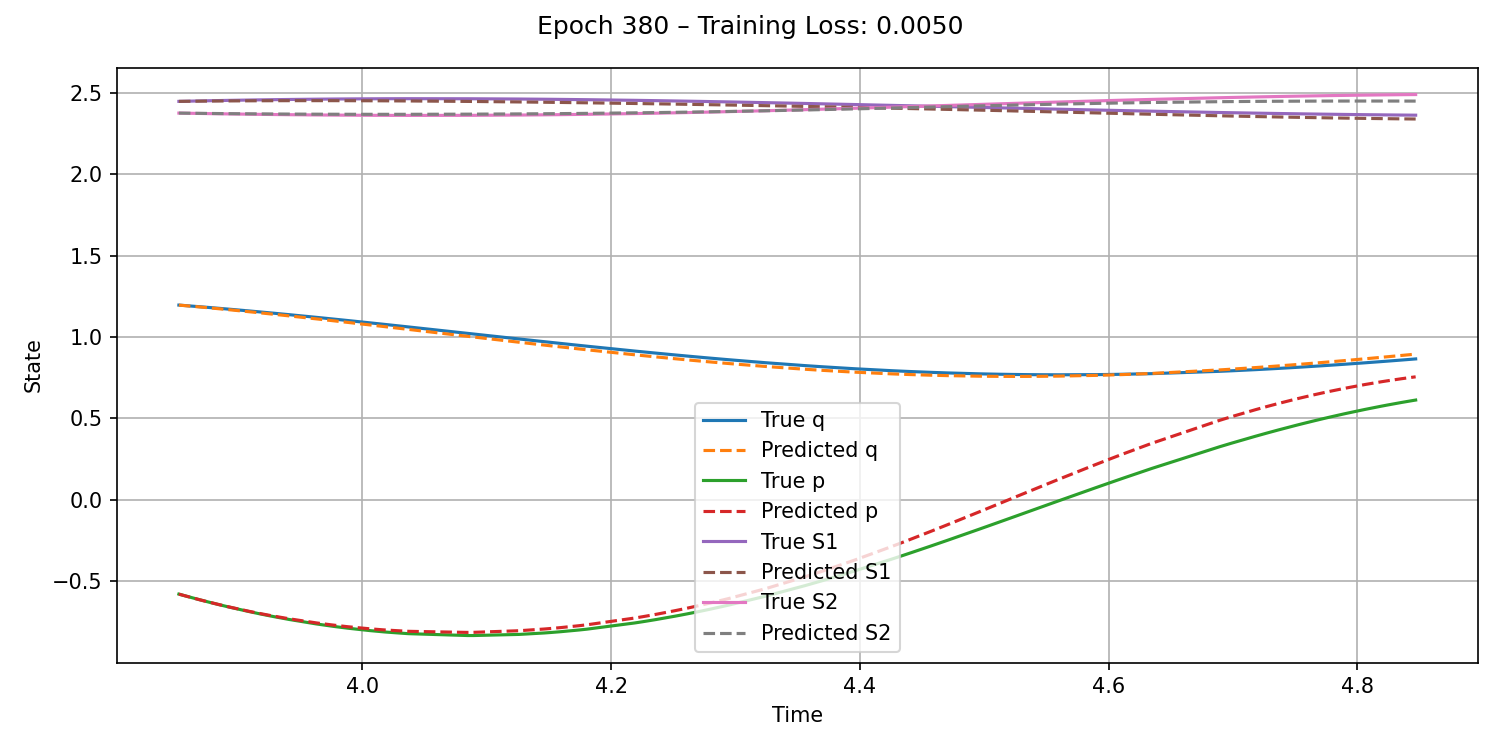 Epoch 380 – Training Loss: 0.0050
2.5
2.0
1.5
1.0
0.5
0.0
−0.5
State
True q
Predicted q
True p
Predicted p
True S1
Predicted S1
True S2
Predicted S2
4.0 4.2 4.4 4.6 4.8
Time